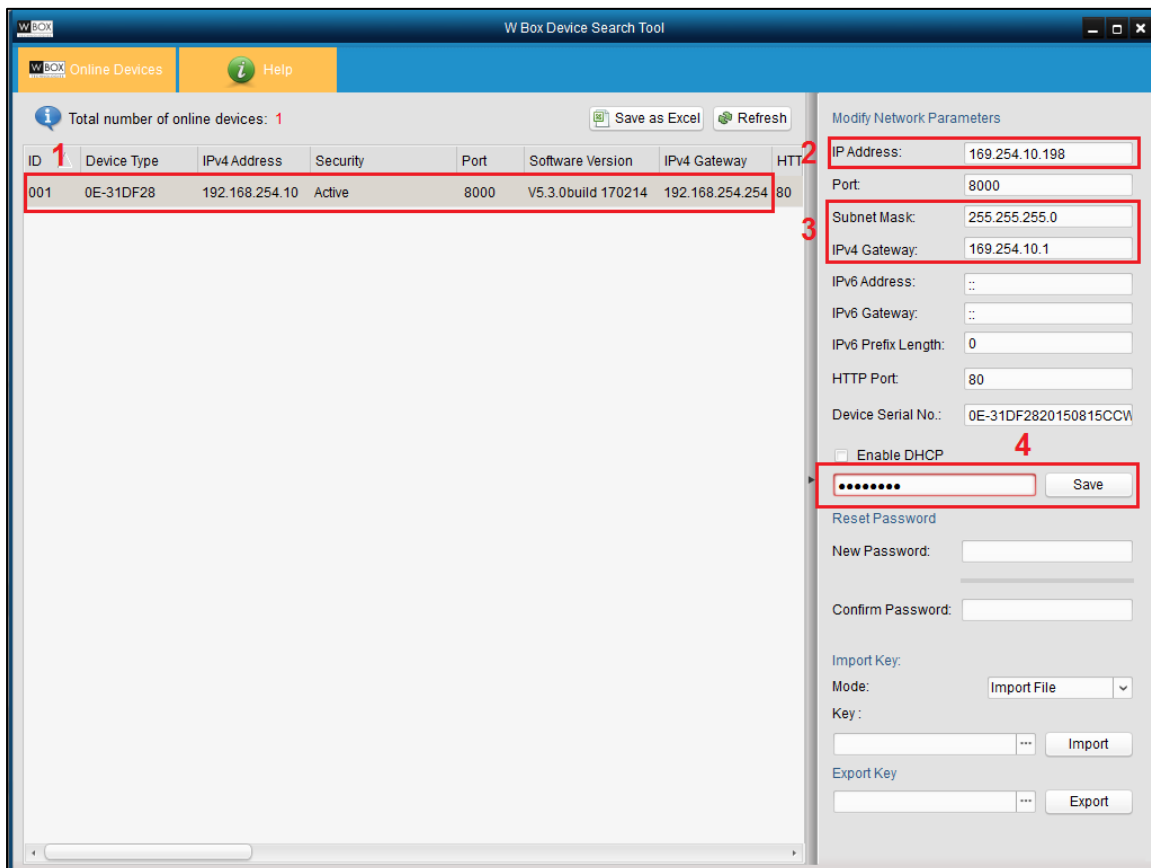 W BOX
W Box Device Search Tool
W BOX Online Devices
i Help
Total number of online devices: 1
Save as Excel
Refresh
ID 1 Device Type IPv4 Address Security Port Software Version IPv4 Gateway HTT
001 0E-31DF28 192.168.254.10 Active 8000 V5.3.0build 170214 192.168.254.254 80
Modify Network Parameters
2 IP Address: 169.254.10.198
Port: 8000
3 Subnet Mask: 255.255.255.0
IPv4 Gateway: 169.254.10.1
IPv6 Address: ::
IPv6 Gateway: ::
IPv6 Prefix Length: 0
HTTP Port: 80
Device Serial No.: 0E-31DF2820150815CCW
4
Enable DHCP
•••••••• Save
Reset Password
New Password:
Confirm Password:
Import Key:
Mode: Import File
Key :
... Import
Export Key
... Export